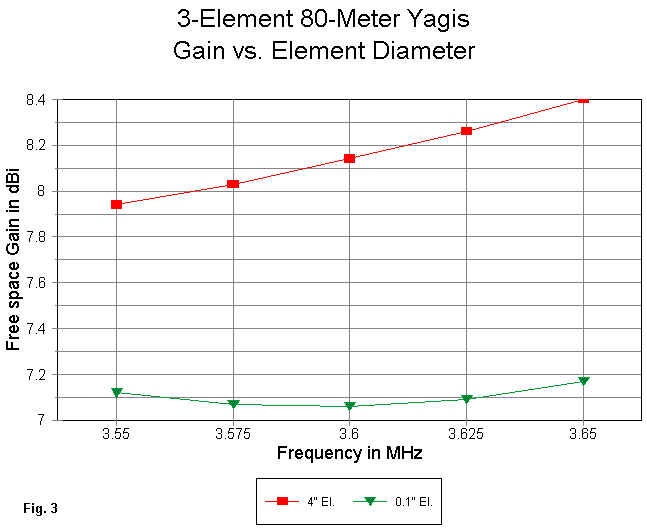 3-Element 80-Meter Yagis
Gain vs. Element Diameter
Free space Gain in dBi
8.4
8.2
8
7.8
7.6
7.4
7.2
7
3.55 3.575 3.6 3.625 3.65
Frequency in MHz
4" El. 0.1" El.
Fig. 3